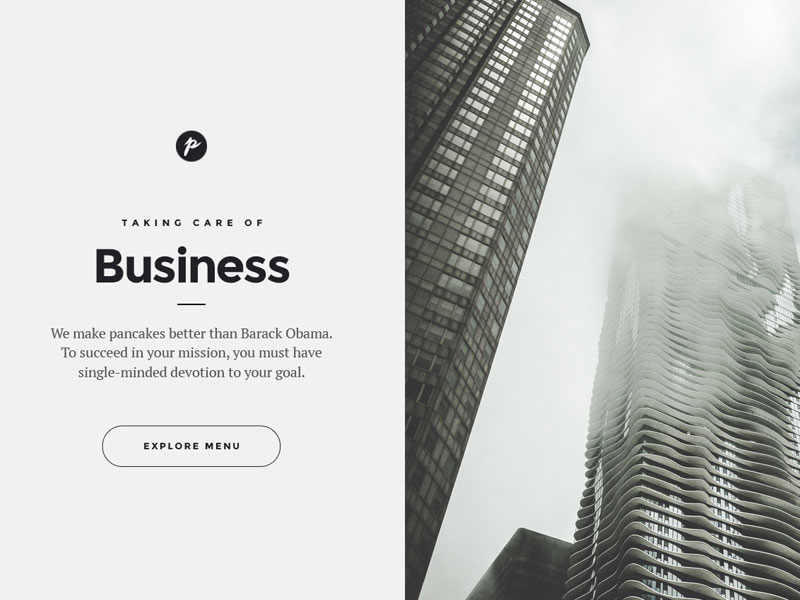 p
TAKING CARE OF
Business
We make pancakes better than Barack Obama.
To succeed in your mission, you must have
single-minded devotion to your goal.
EXPLORE MENU